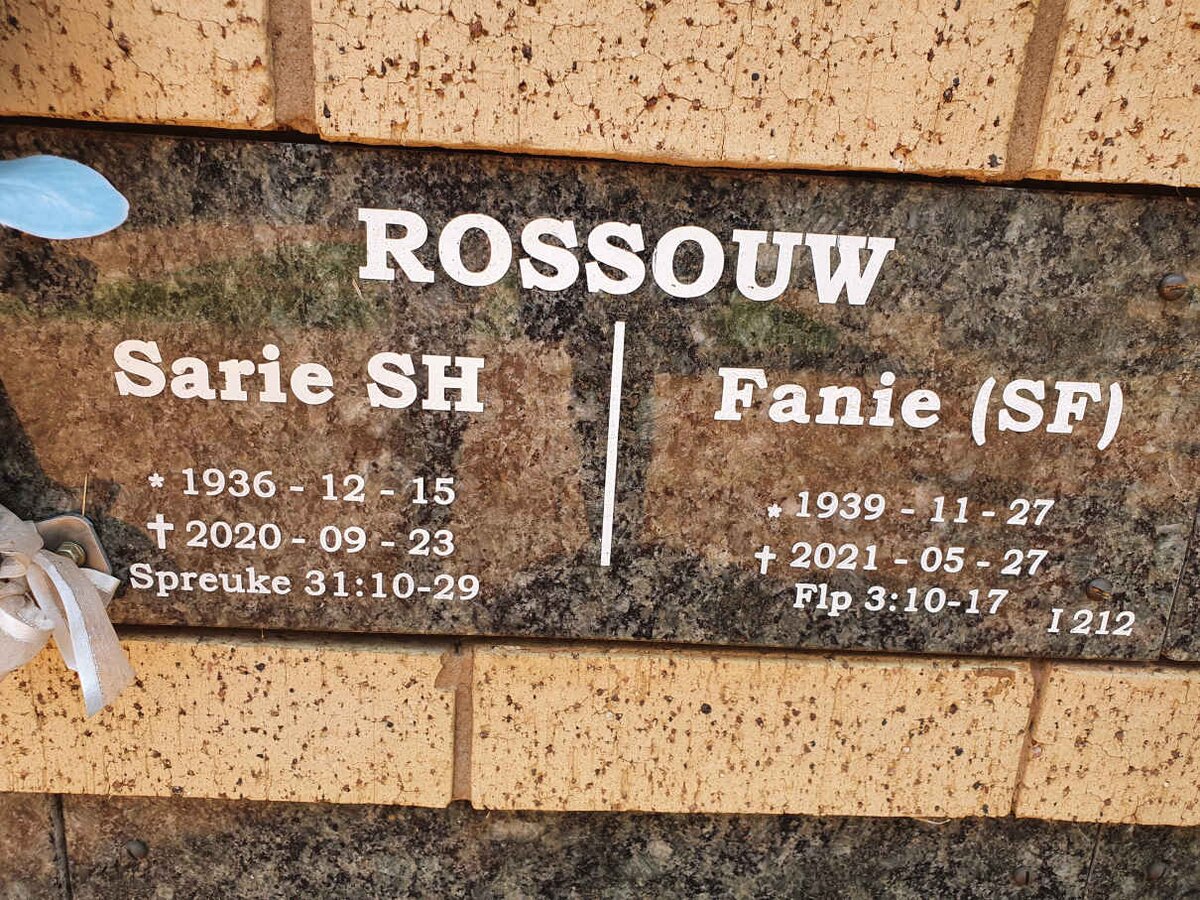 ROSSOUW
Sarie SH
* 1936 - 12 - 15
✝ 2020 - 09 - 23
Spreuke 31:10-29
Fanie (SF)
* 1939 - 11 - 27
✝ 2021 - 05 - 27
Flp 3:10-17
I 212